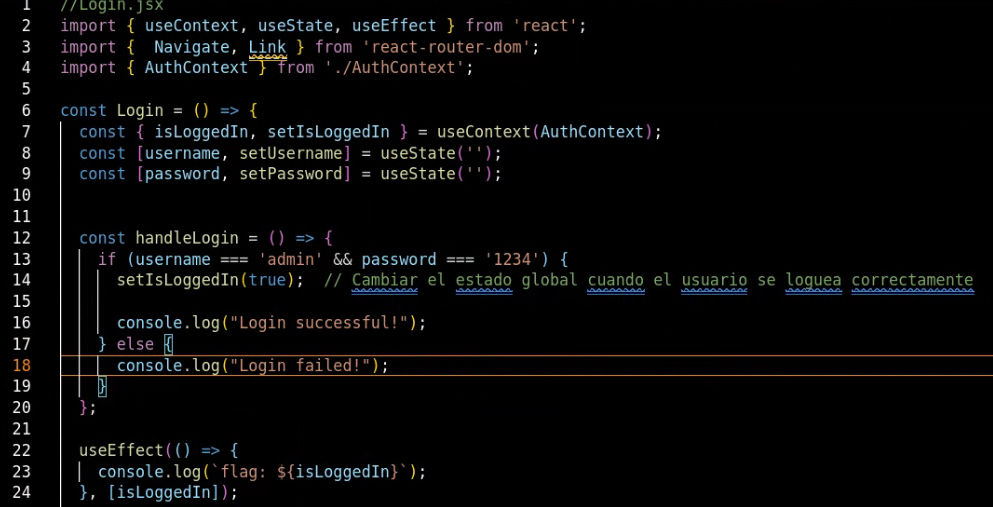 1 //Login.jsx
2 import { useContext, useState, useEffect } from 'react';
3 import {  Navigate, Link } from 'react-router-dom';
4 import { AuthContext } from './AuthContext';
5
6 const Login = () => {
7   const { isLoggedIn, setIsLoggedIn } = useContext(AuthContext);
8   const [username, setUsername] = useState('');
9   const [password, setPassword] = useState('');
10
11
12   const handleLogin = () => {
13     if (username === 'admin' && password === '1234') {
14       setIsLoggedIn(true);  // Cambiar el estado global cuando el usuario se loguea correctamente
15
16       console.log("Login successful!");
17     } else {
18       console.log("Login failed!");
19     }
20   };
21
22   useEffect(() => {
23     console.log(`flag: ${isLoggedIn}`);
24   }, [isLoggedIn]);